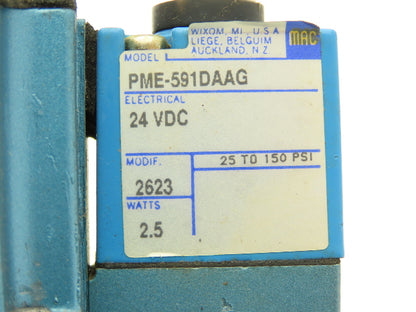 WIXOM, MI., U.S.A
LIEGE, BELGUIM
AUCKLAND, N.Z.
MAC
MODEL
PME-591DAAG
ELECTRICAL
24 VDC
MODIF.
25 TO 150 PSI
2623
WATTS
2.5